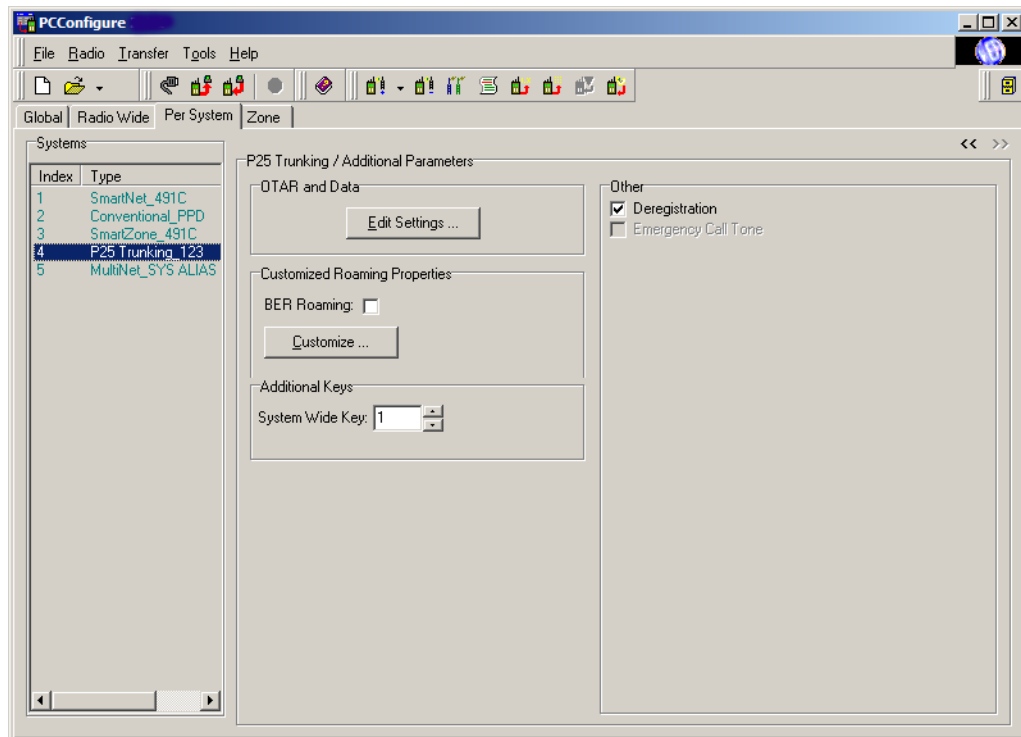 PCConfigure
File Radio Transfer Tools Help
Global Radio Wide Per System Zone
Systems
<< >>
Index Type
1 SmartNet_491C
2 Conventional_PPD
3 SmartZone_491C
4 P25 Trunking_123
5 MultiNet_SYS ALIAS
P25 Trunking / Additional Parameters
OTAR and Data
Edit Settings ...
Customized Roaming Properties
BER Roaming:
Customize ...
Additional Keys
System Wide Key: 1
Other
Deregistration
Emergency Call Tone